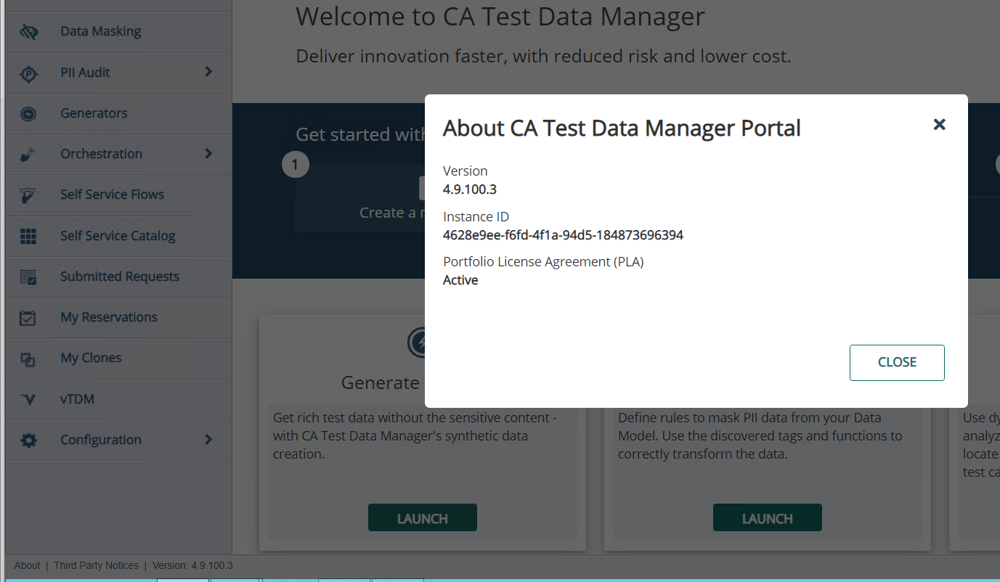 Data Masking
PII Audit
Generators
Orchestration
Self Service Flows
Self Service Catalog
Submitted Requests
My Reservations
My Clones
vTDM
Configuration
Welcome to CA Test Data Manager
Deliver innovation faster, with reduced risk and lower cost.
Get started with
1
Create a
About CA Test Data Manager Portal
Version
4.9.100.3
Instance ID
4628e9ee-f6fd-4f1a-94d5-184873696394
Portfolio License Agreement (PLA)
Active
CLOSE
Generate
Get rich test data without the sensitive content -
with CA Test Data Manager's synthetic data
creation.
LAUNCH
Define rules to mask PII data from your Data
Model. Use the discovered tags and functions to
correctly transform the data.
LAUNCH
Use
analyz
locate
test ca
About | Third Party Notices | Version: 4.9.100.3